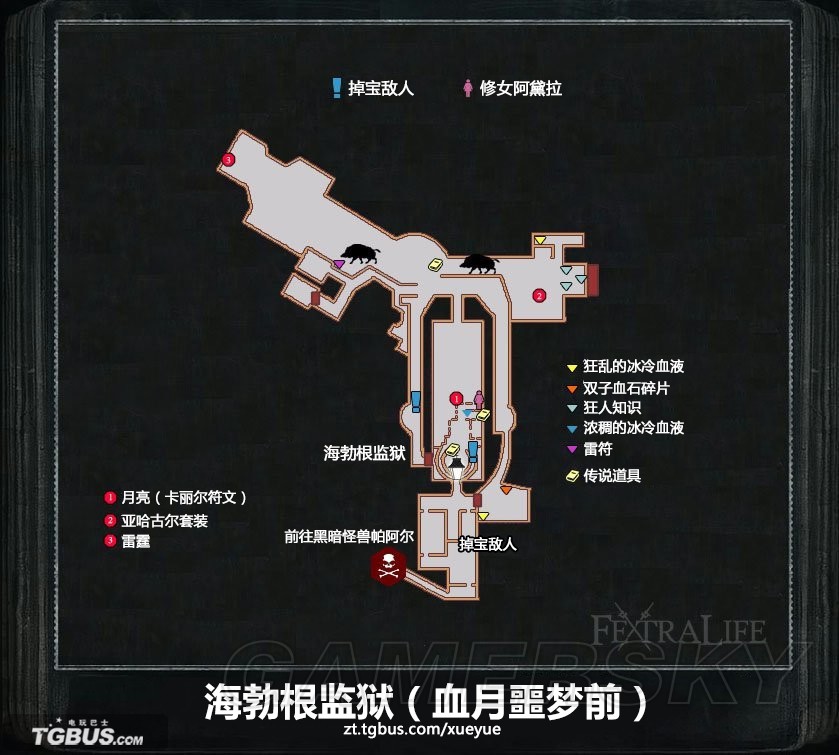 掉宝敌人
修女阿黛拉
3
2
1
狂乱的冰冷血液
双子血石碎片
狂人知识
浓稠的冰冷血液
雷符
传说道具
海勃根监狱
1 月亮（卡丽尔符文）
2 亚哈古尔套装
3 雷霆
前往黑暗怪兽帕阿尔
掉宝敌人
FEXTRALIFE
GAMERSKY
海勃根监狱（血月噩梦前）
zt.tgbus.com/xueyue
电玩巴士
TGBUS.COM